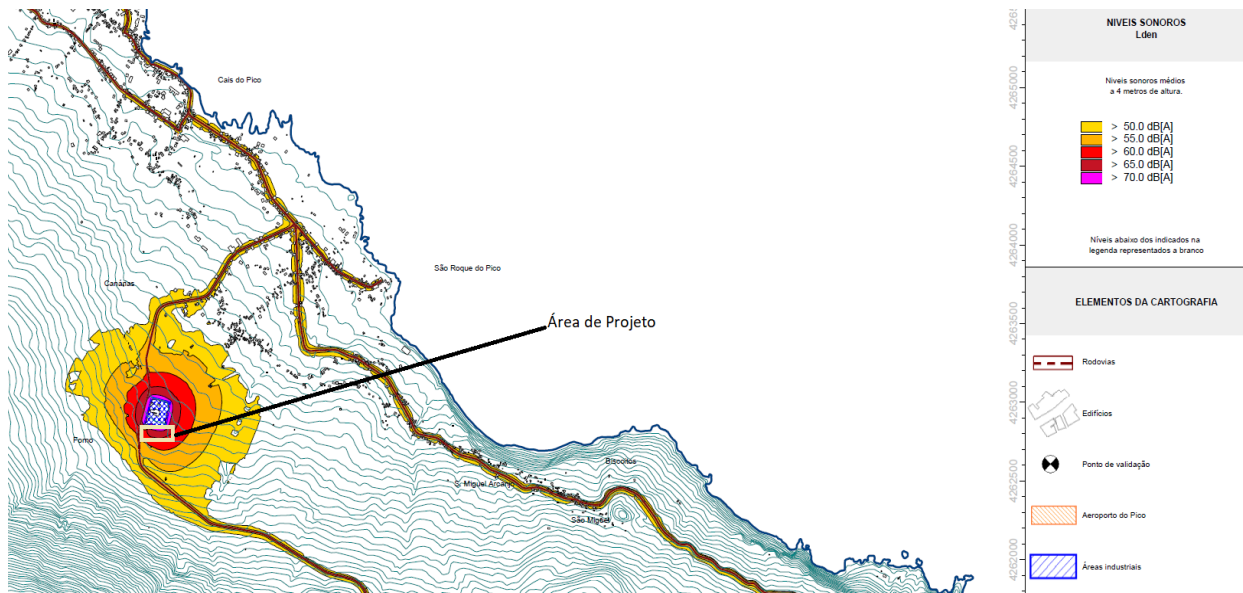 Cais do Pico
São Roque do Pico
Canárias
Área de Projeto
S. Miguel Arcanjo
Biscoitos
São Miguel
4265000
4264500
4264000
4263500
4263000
4262500
4262000
NIVEIS SONOROS
Lden
Niveis sonoros médios
a 4 metros de altura.
> 50.0 dB[A]
> 55.0 dB[A]
> 60.0 dB[A]
> 65.0 dB[A]
> 70.0 dB[A]
Níveis abaixo dos indicados na
legenda representados a branco
ELEMENTOS DA CARTOGRAFIA
Rodovias
Edifícios
Ponto de validação
Aeroporto do Pico
Áreas industriais